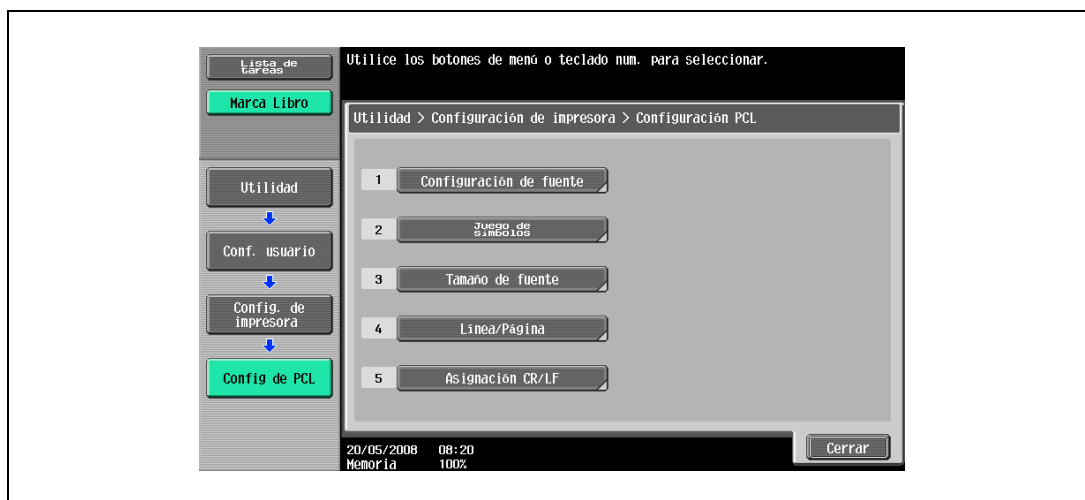 Lista de
tareas
Utilice los botones de menú o teclado num. para seleccionar.
Marca Libro
Utilidad > Configuración de impresora > Configuración PCL
Utilidad
Conf. usuario
Config. de
impresora
Config de PCL
1 Configuración de fuente
2 Juego de
símbolos
3 Tamaño de fuente
4 Línea/Página
5 Asignación CR/LF
20/05/2008 08:20
Memoria 100%
Cerrar